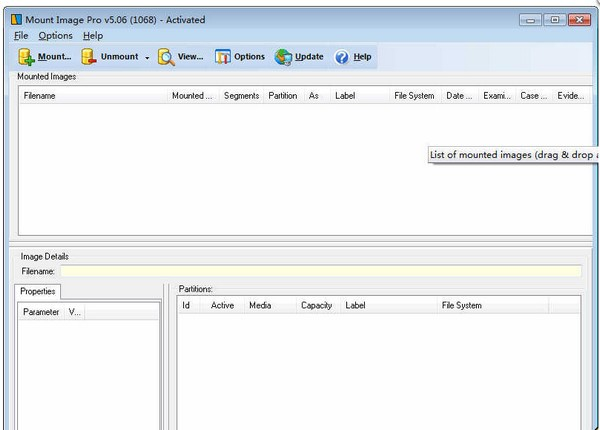 Mount Image Pro v5.06 (1068) - Activated
File Options Help
Mount... Unmount View... Options Update Help
Mounted Images
Filename Mounted ... Segments Partition As Label File System Date ... Exami... Case ... Evide...
List of mounted images (drag & drop
Image Details
Filename:
Properties Partitions:
Parameter V... Id Active Media Capacity Label File System